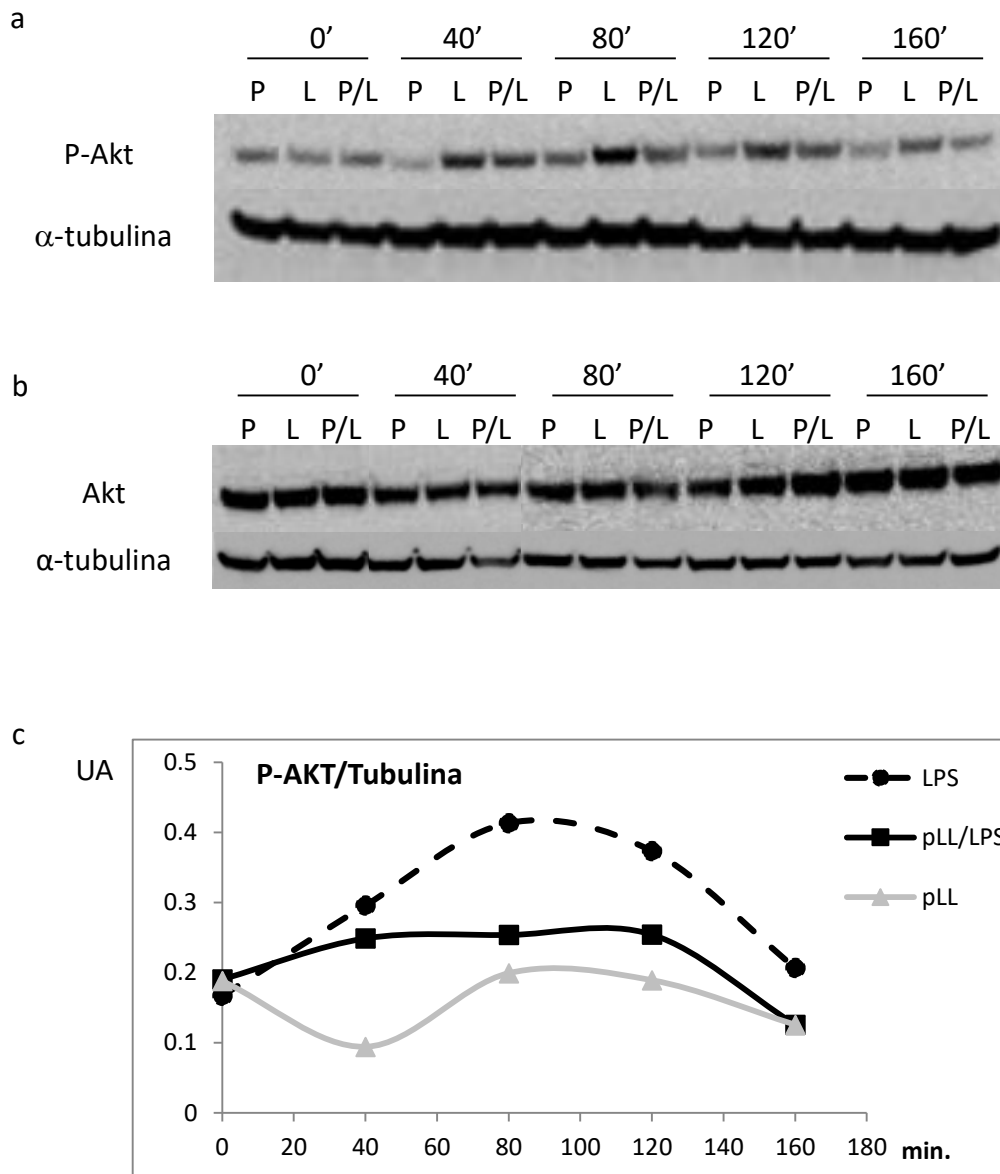 a
0’ 40’ 80’ 120’ 160’
P L P/L P L P/L P L P/L P L P/L P L P/L
P-Akt
α-tubulina
b
0’ 40’ 80’ 120’ 160’
P L P/L P L P/L P L P/L P L P/L P L P/L
Akt
α-tubulina
c
UA
P-AKT/Tubulina
0.5
0.4
0.3
0.2
0.1
0
LPS
pLL/LPS
pLL
0 20 40 60 80 100 120 140 160 180 min.